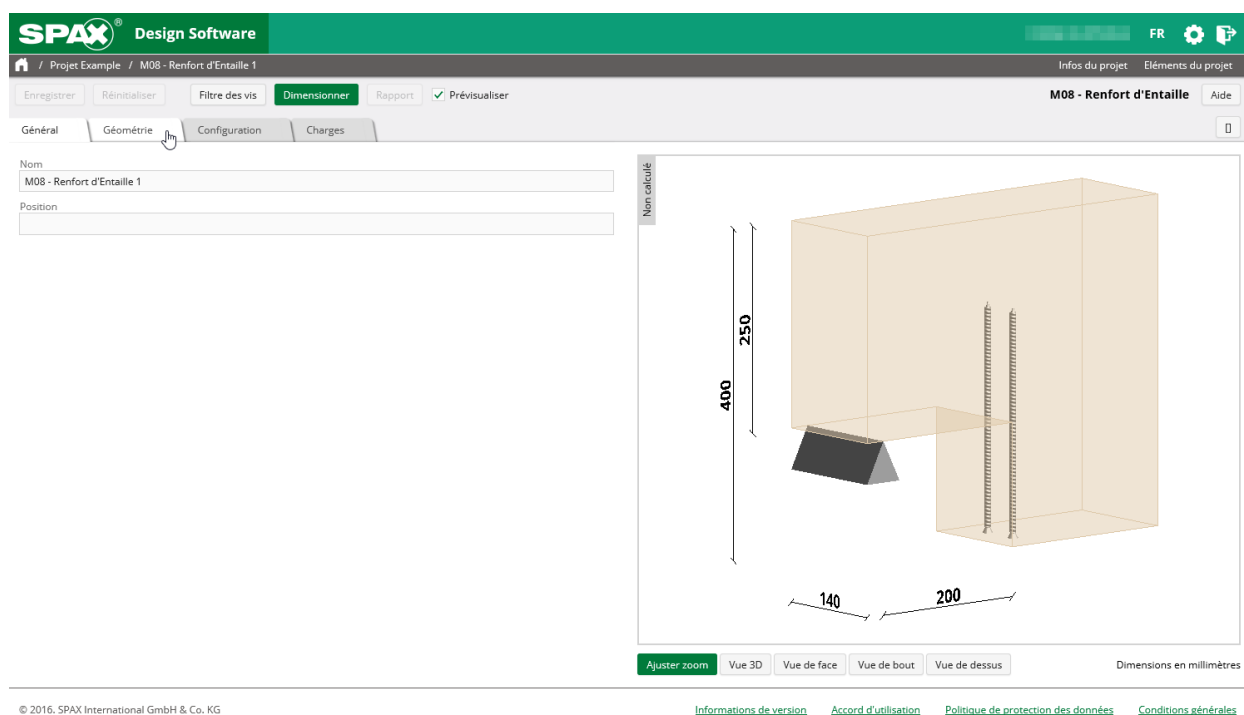 SPAX® Design Software
FR
/ Projet Example / M08 - Renfort d'Entaille 1
Infos du projet Eléments du projet
Enregistrer Réinitialiser Filtre des vis Dimensionner Rapport Prévisualiser
M08 - Renfort d'Entaille Aide
Général Géométrie Configuration Charges
Nom
M08 - Renfort d'Entaille 1
Position
Non calculé
250
400
140
200
Ajuster zoom Vue 3D Vue de face Vue de bout Vue de dessus
Dimensions en millimètres
© 2016. SPAX International GmbH & Co. KG
Informations de version Accord d'utilisation Politique de protection des données Conditions générales